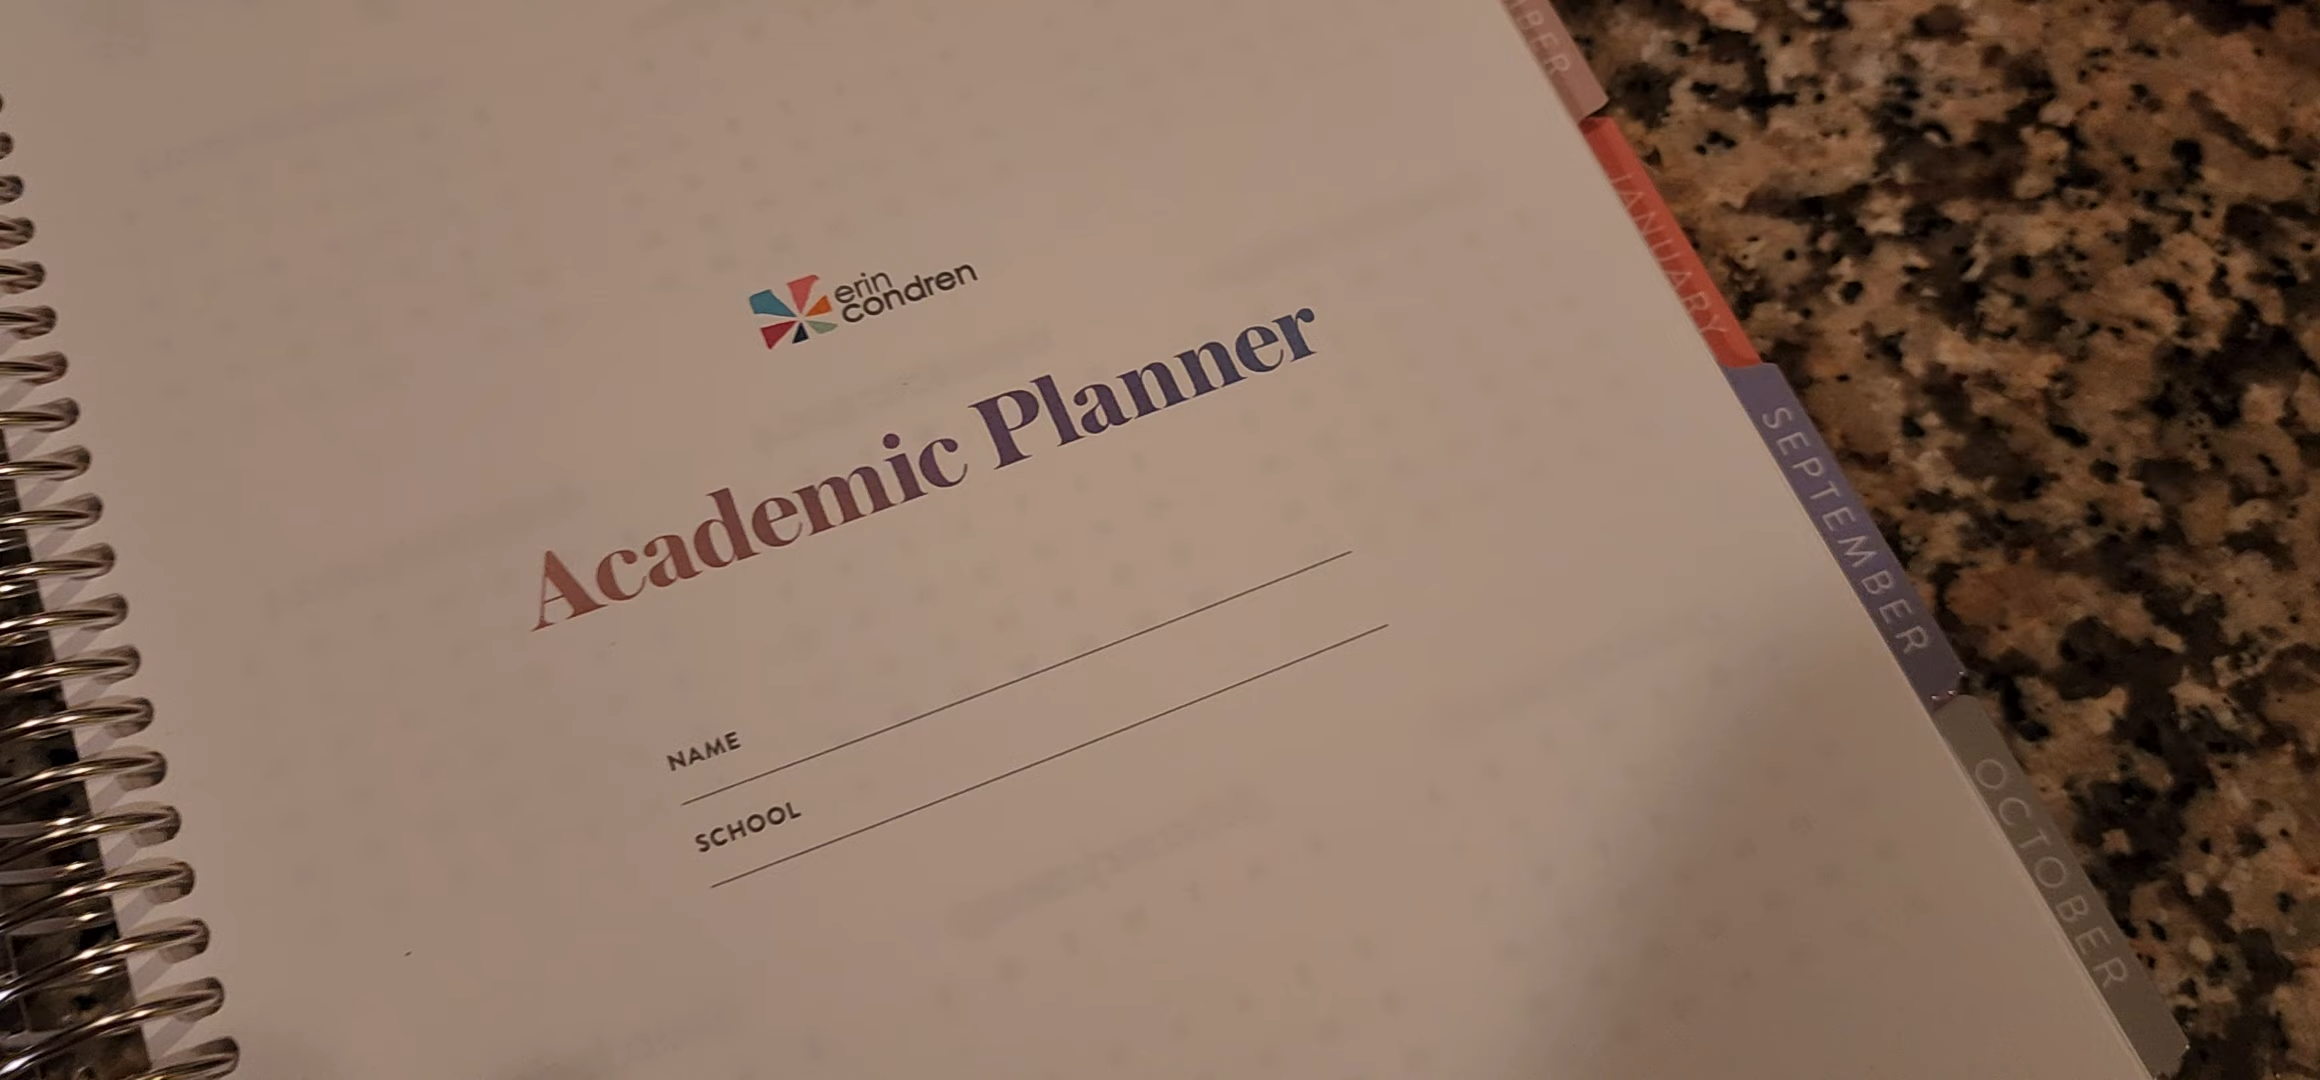 erin
condren
Academic Planner
NAME
SCHOOL
JANUARY
SEPTEMBER
OCTOBER